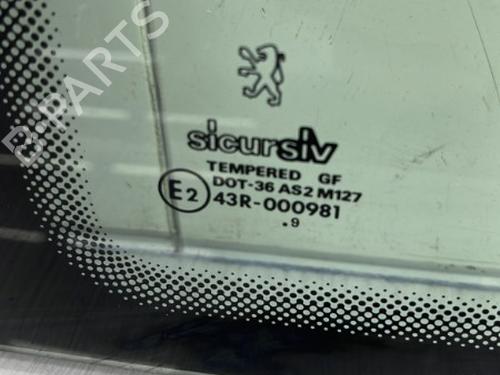 B-PARTS
sicursiv
TEMPERED GF
DOT-36 AS2 M127
E2 43R-000981
.9